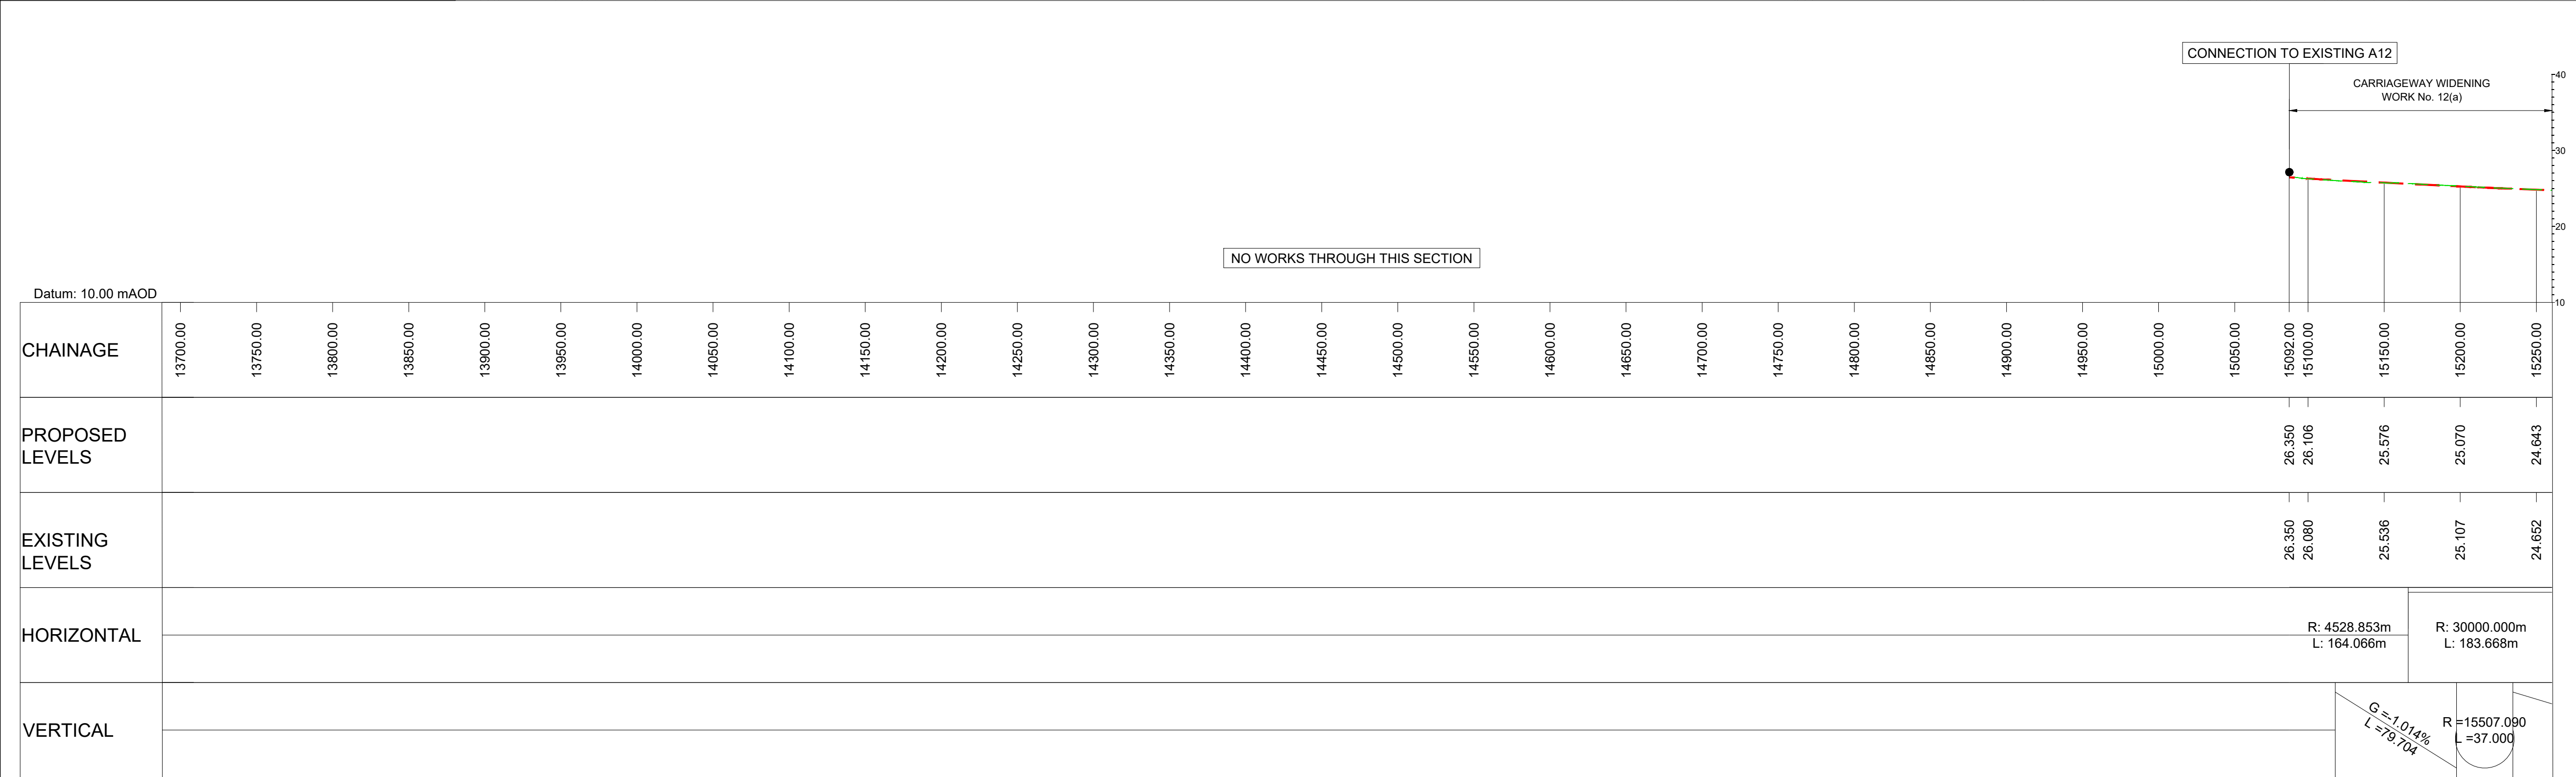 CONNECTION TO EXISTING A12
CARRIAGEWAY WIDENING
WORK No. 12(a)
40
30
20
10
NO WORKS THROUGH THIS SECTION
Datum: 10.00 mAOD
CHAINAGE
13700.00
13750.00
13800.00
13850.00
13900.00
13950.00
14000.00
14050.00
14100.00
14150.00
14200.00
14250.00
14300.00
14350.00
14400.00
14450.00
14500.00
14550.00
14600.00
14650.00
14700.00
14750.00
14800.00
14850.00
14900.00
14950.00
15000.00
15050.00
15092.00
15100.00
15150.00
15200.00
15250.00
PROPOSED
LEVELS
26.350
26.106
25.576
25.070
24.643
EXISTING
LEVELS
26.350
26.080
25.536
25.107
24.652
HORIZONTAL
R: 4528.853m
L: 164.066m
R: 30000.000m
L: 183.668m
VERTICAL
G =-1.014%
L =79.704
R =15507.090
L =37.000